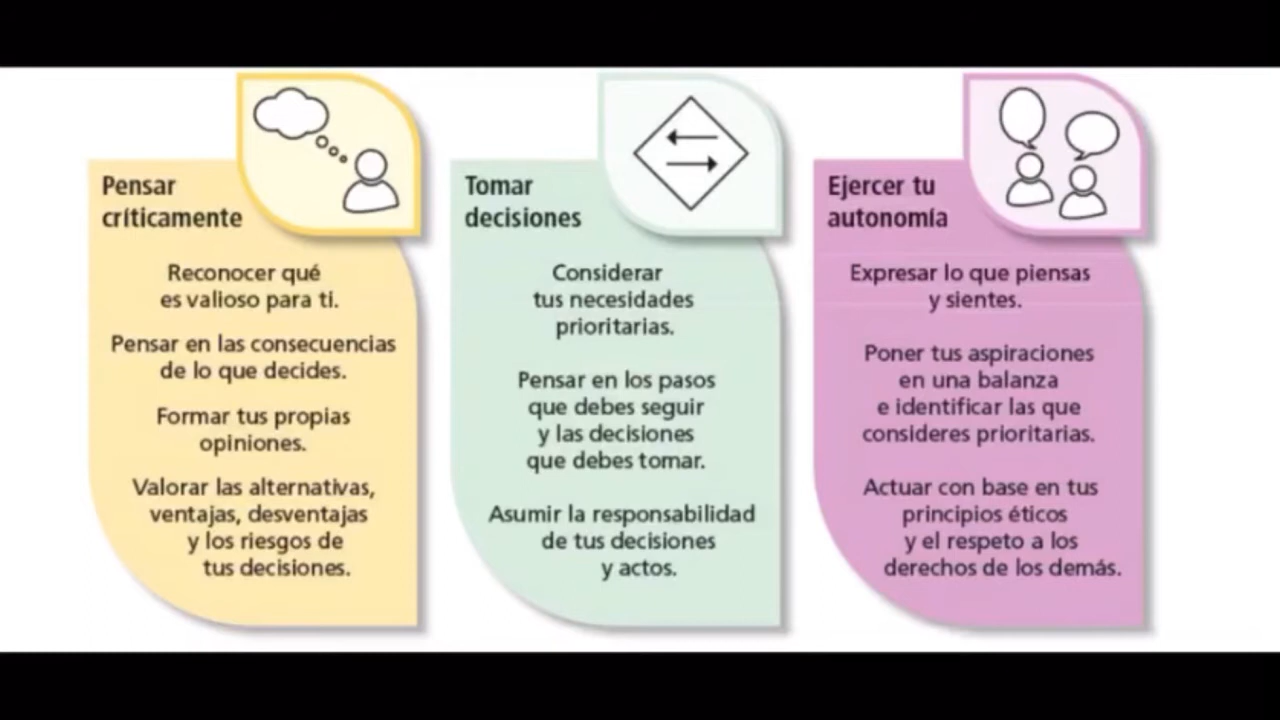 Pensar
críticamente
Reconocer qué
es valioso para ti.
Pensar en las consecuencias
de lo que decides.
Formar tus propias
opiniones.
Valorar las alternativas,
ventajas, desventajas
y los riesgos de
tus decisiones.
Tomar
decisiones
Considerar
tus necesidades
prioritarias.
Pensar en los pasos
que debes seguir
y las decisiones
que debes tomar.
Asumir la responsabilidad
de tus decisiones
y actos.
Ejercer tu
autonomía
Expresar lo que piensas
y sientes.
Poner tus aspiraciones
en una balanza
e identificar las que
consideres prioritarias.
Actuar con base en tus
principios éticos
y el respeto a los
derechos de los demás.